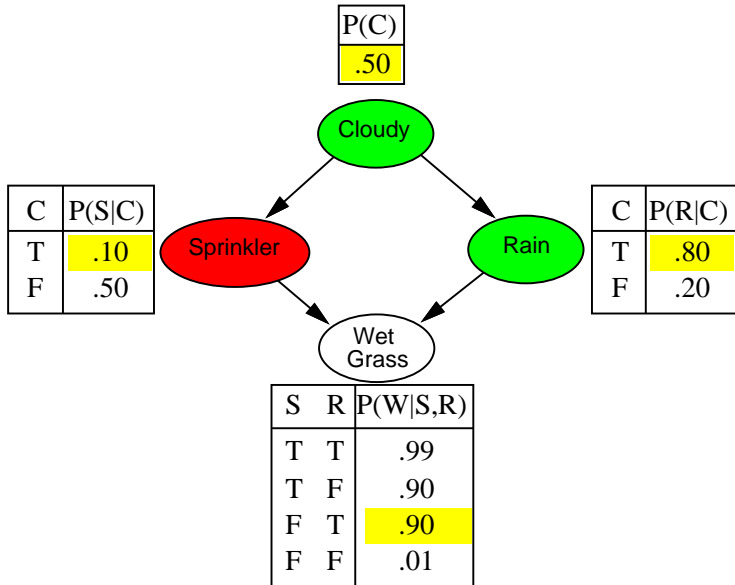 P(C)
.50
Cloudy
C P(S|C)
T .10
F .50
Sprinkler
Rain
C P(R|C)
T .80
F .20
Wet
Grass
S R P(W|S,R)
T T .99
T F .90
F T .90
F F .01